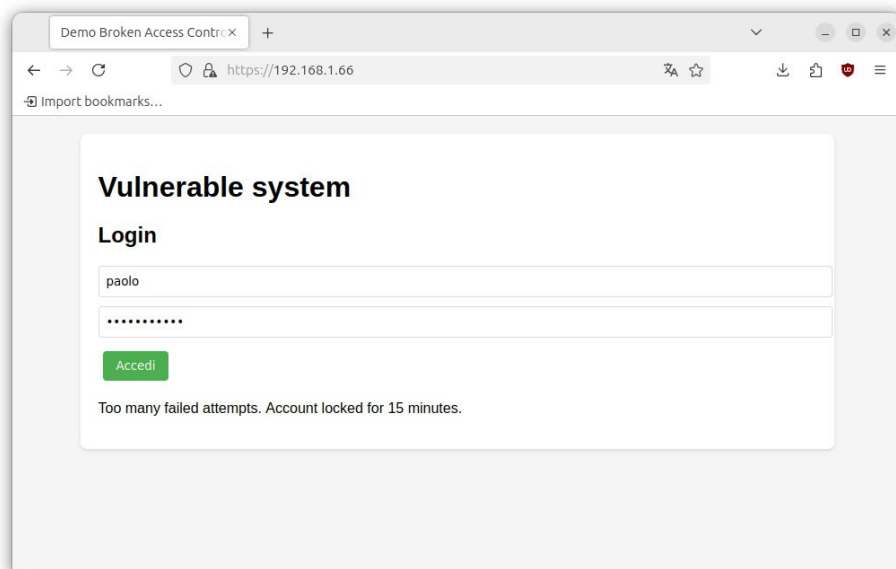 Demo Broken Access Contro
https://192.168.1.66
Import bookmarks...
Vulnerable system
Login
paolo
•••••••••••
Accedi
Too many failed attempts. Account locked for 15 minutes.